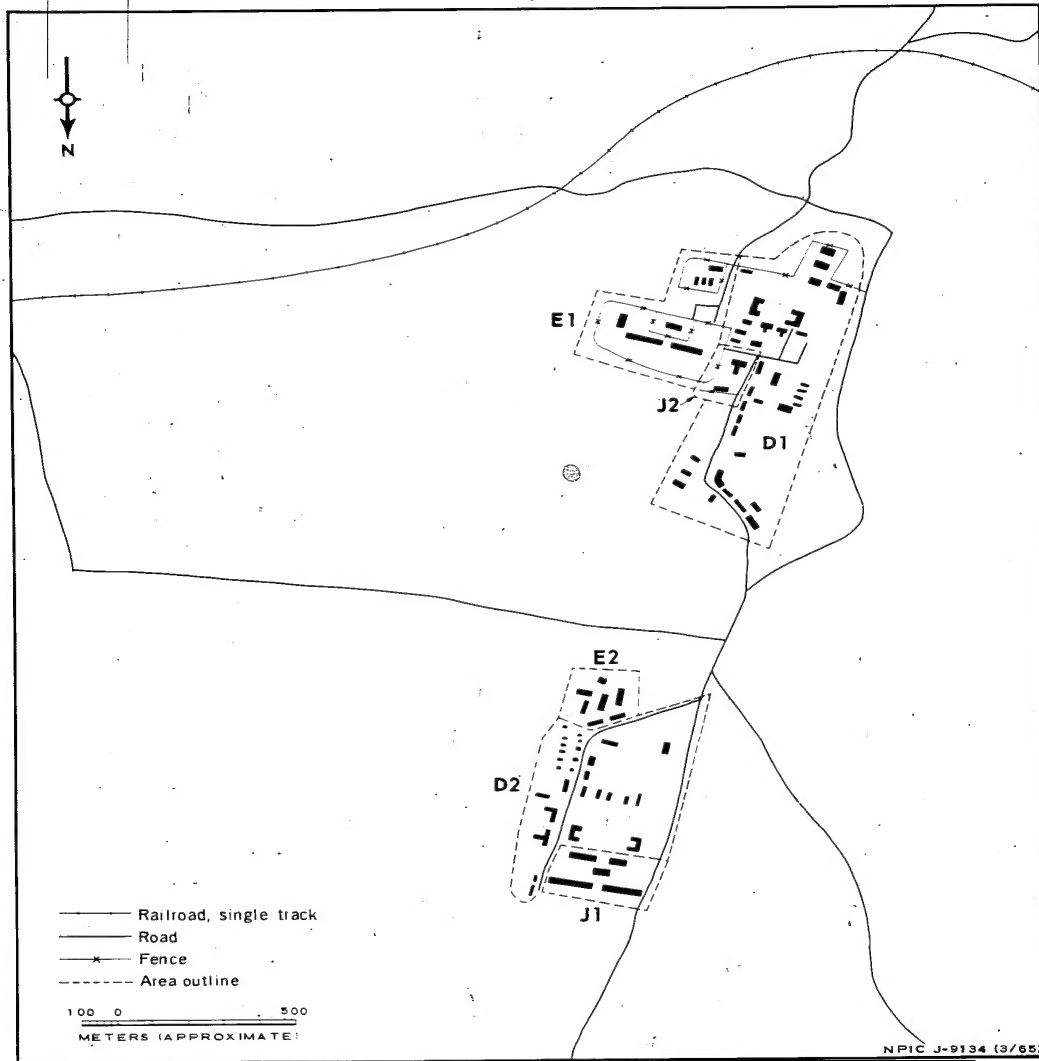 N
E1
J2
D1
E2
D2
J1
Railroad, single track
Road
Fence
Area outline
100 0 500
METERS (APPROXIMATE)
NPIC J-9134 (3/65)